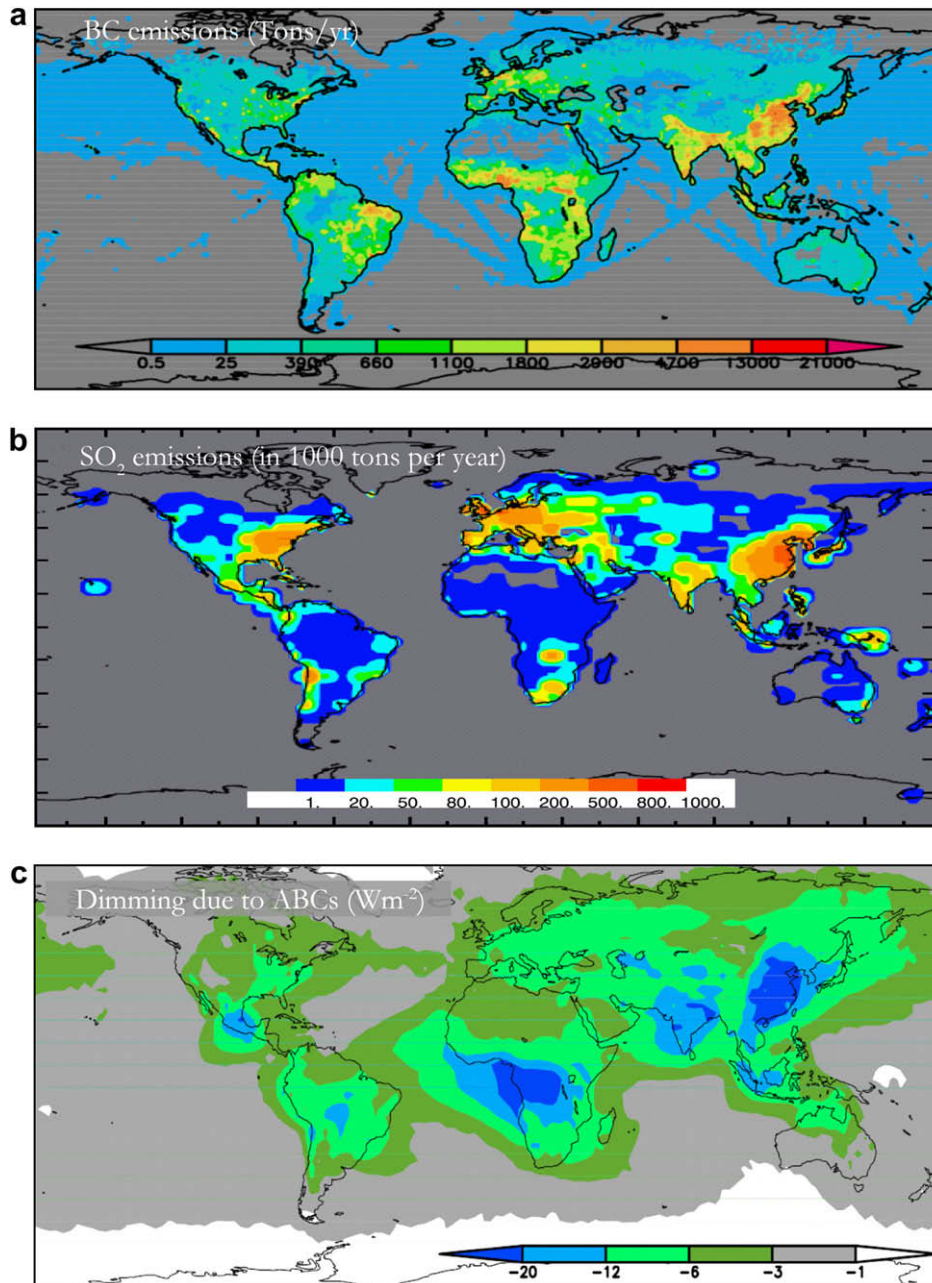 a
BC emissions (Tons/yr)
0.5 25 390 660 1100 1800 2900 4700 13000 21000
b
SO₂ emissions (in 1000 tons per year)
1. 20. 50. 80. 100. 200. 500. 800. 1000.
c
Dimming due to ABCs (Wm⁻²)
−20 −12 −6 −3 −1